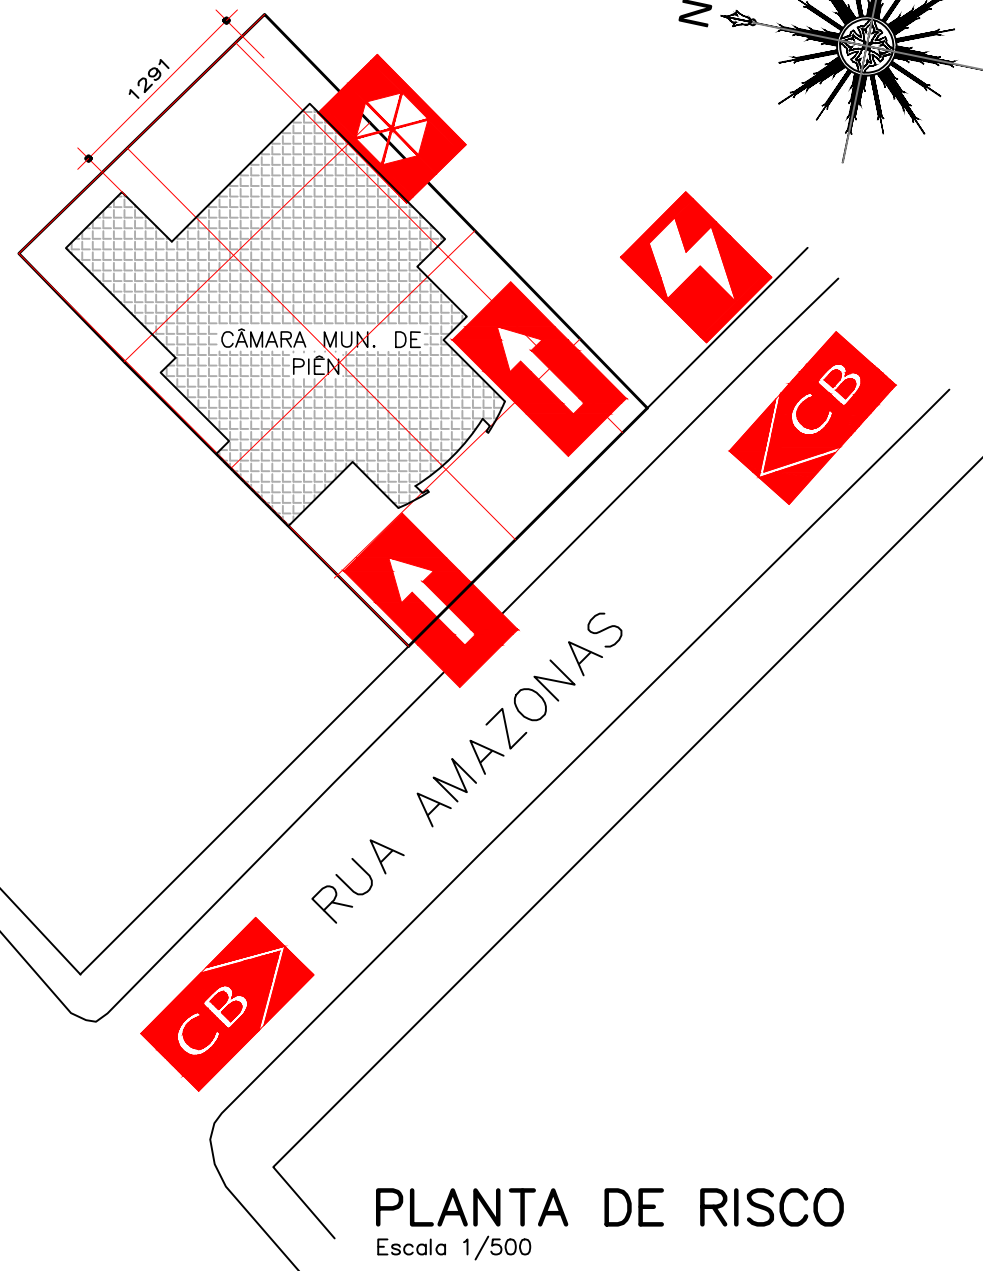 N
1291
CÂMARA MUN. DE
PIÊN
CB
RUA AMAZONAS
CB
PLANTA DE RISCO
Escala 1/500